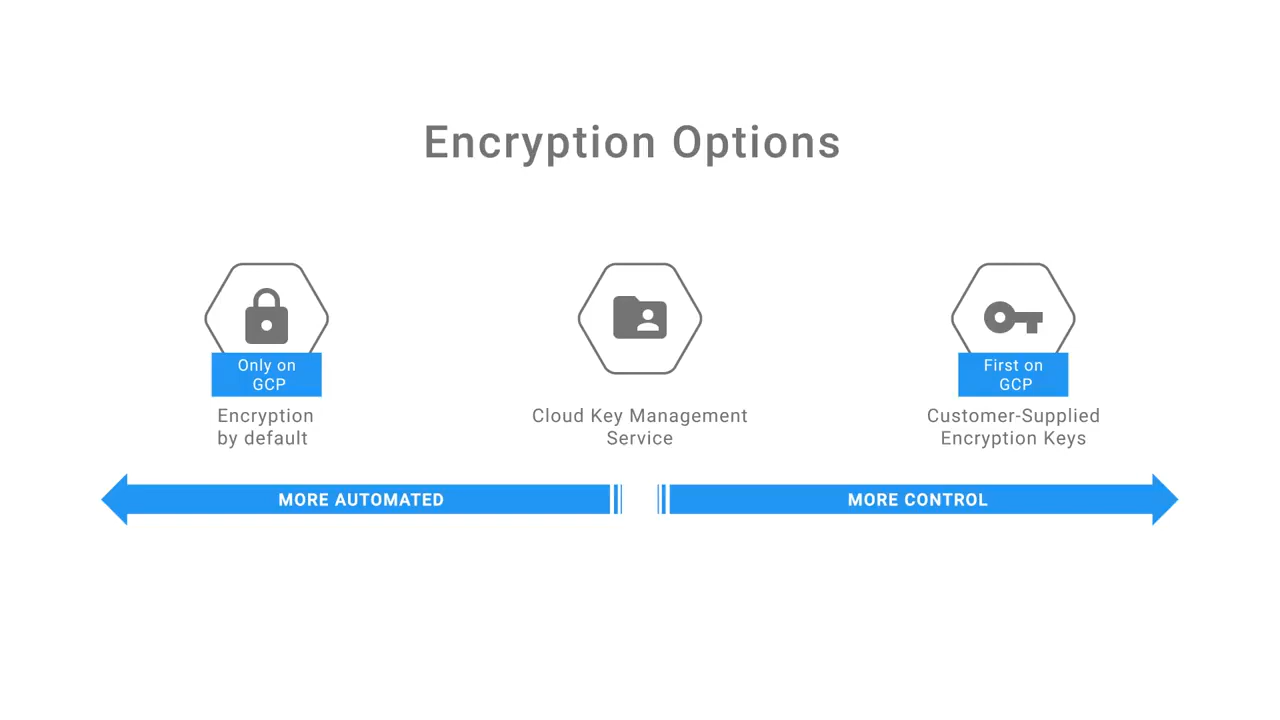 Encryption Options
Only on
GCP
Encryption
by default
Cloud Key Management
Service
First on
GCP
Customer-Supplied
Encryption Keys
MORE AUTOMATED
MORE CONTROL